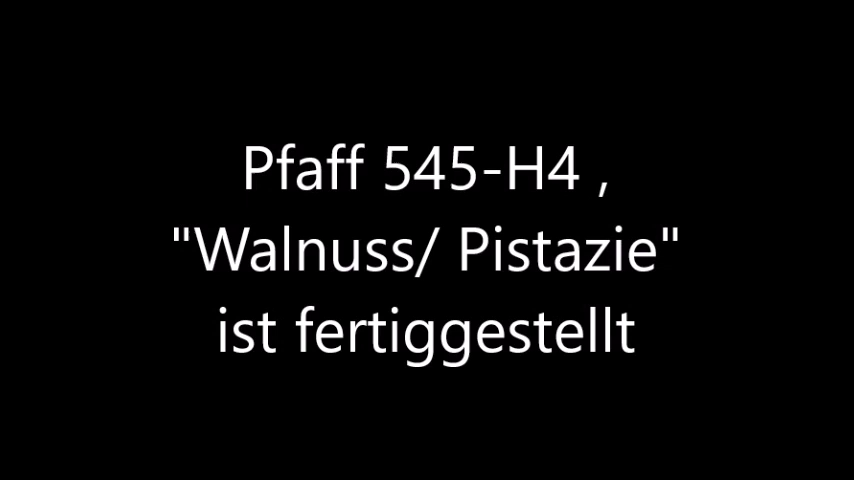 Pfaff 545-H4 ,
"Walnuss/ Pistazie"
ist fertiggestellt